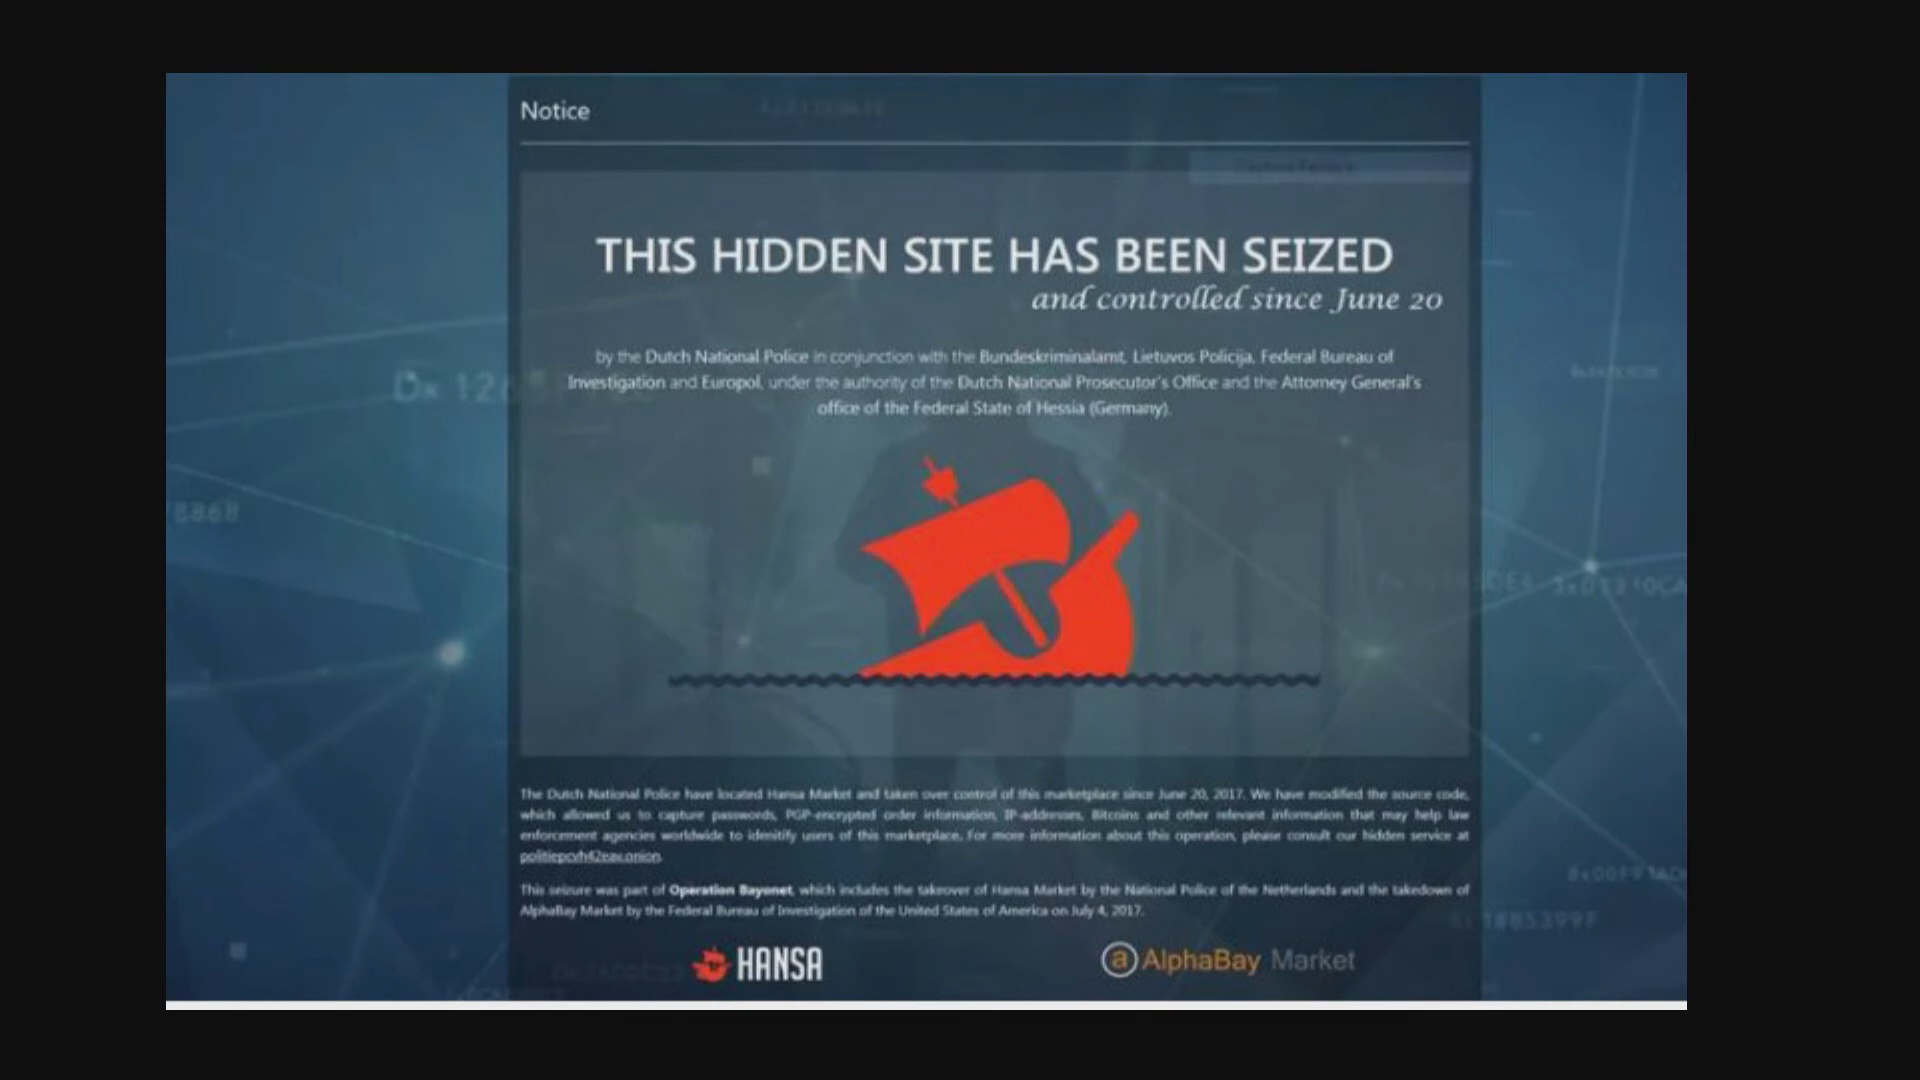 Notice
THIS HIDDEN SITE HAS BEEN SEIZED
and controlled since June 20
by the Dutch National Police in conjunction with the Bundeskriminalamt, Lietuvos Policija, Federal Bureau of
Investigation and Europol, under the authority of the Dutch National Prosecutor's Office and the Attorney General's
office of the Federal State of Hessia (Germany).
The Dutch National Police have located Hansa Market and taken over control of this marketplace since June 20, 2017. We have modified the source code,
which allowed us to capture passwords, PGP-encrypted order information, IP-addresses, Bitcoins and other relevant information that may help law
enforcement agencies worldwide to identify users of this marketplace. For more information about this operation, please consult our hidden service at
politiepcvh42eav.onion.
This seizure was part of Operation Bayonet, which includes the takeover of Hansa Market by the National Police of the Netherlands and the takedown of
AlphaBay Market by the Federal Bureau of Investigation of the United States of America on July 4, 2017.
HANSA
a AlphaBay Market